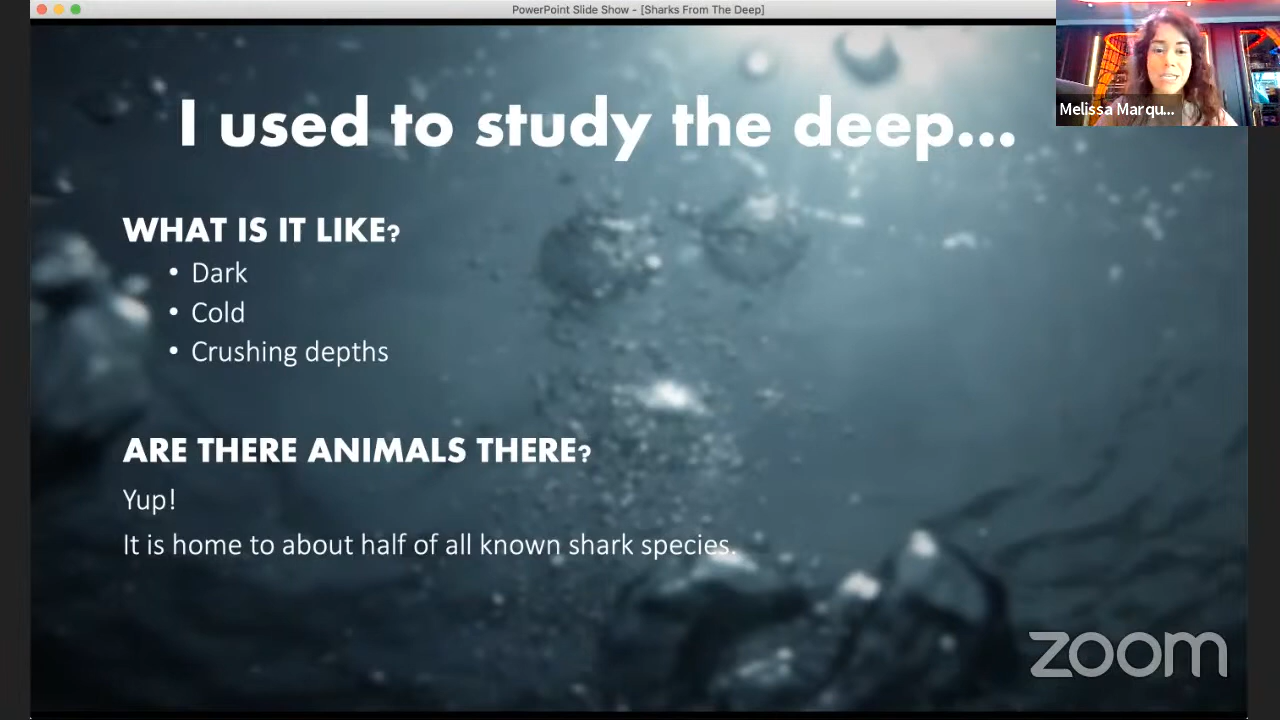 PowerPoint Slide Show - [Sharks From The Deep]
Melissa Marqu...
I used to study the deep...
WHAT IS IT LIKE?
• Dark
• Cold
• Crushing depths
ARE THERE ANIMALS THERE?
Yup!
It is home to about half of all known shark species.
zoom